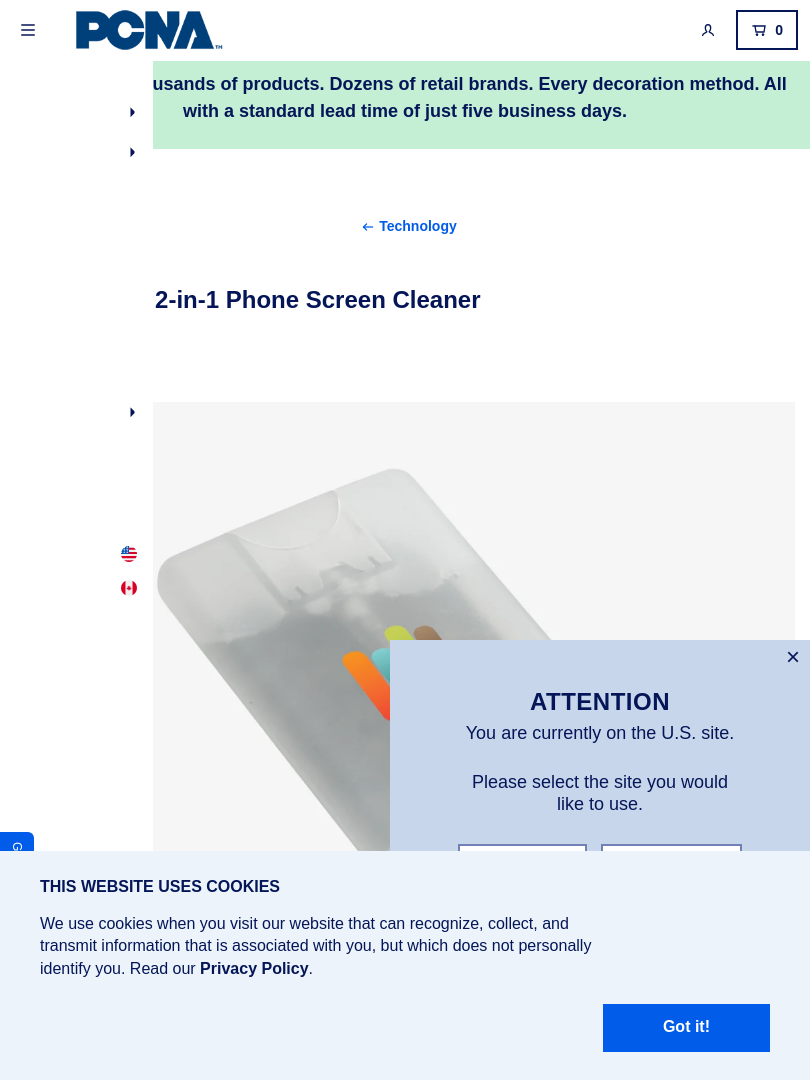 PCNA™
0
usands of products. Dozens of retail brands. Every decoration method. All
with a standard lead time of just five business days.
Technology
2-in-1 Phone Screen Cleaner
ATTENTION
You are currently on the U.S. site.
Please select the site you would
like to use.
G
THIS WEBSITE USES COOKIES
We use cookies when you visit our website that can recognize, collect, and
transmit information that is associated with you, but which does not personally
identify you. Read our Privacy Policy.
Got it!